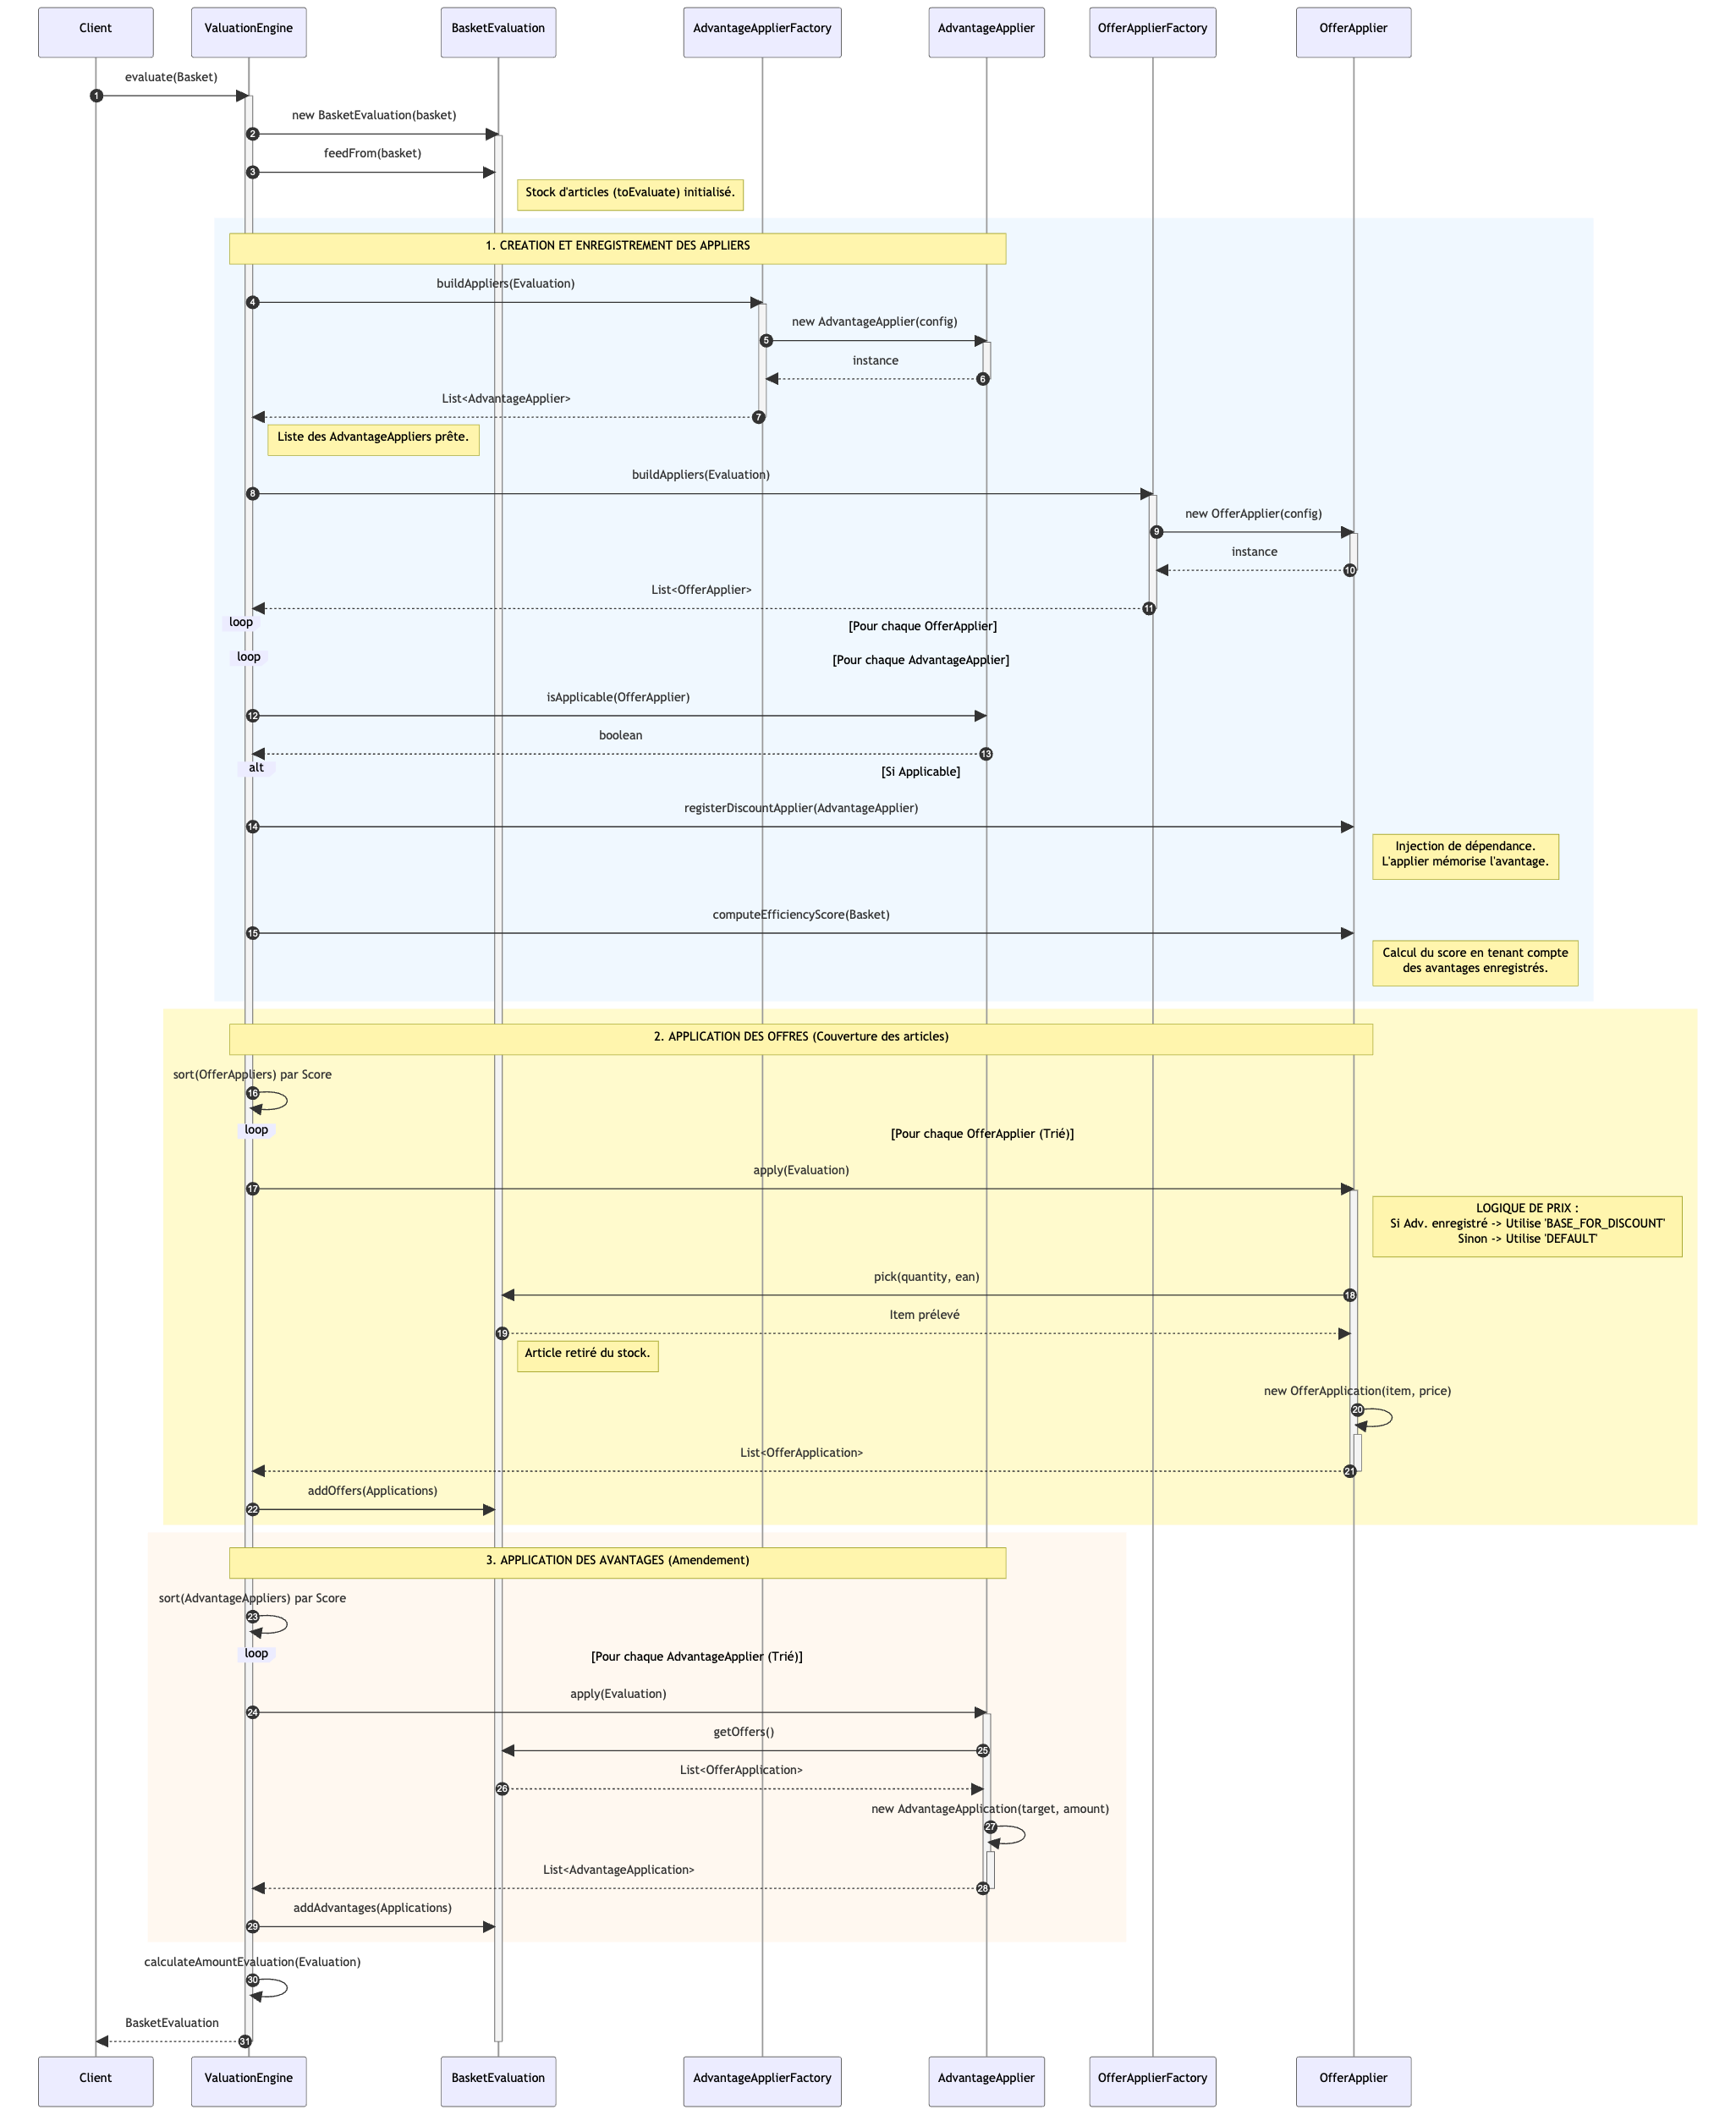 Client
ValuationEngine
BasketEvaluation
AdvantageApplierFactory
AdvantageApplier
OfferApplierFactory
OfferApplier
evaluate(Basket)
1
new BasketEvaluation(basket)
2
feedFrom(basket)
3
Stock d'articles (toEvaluate) initialisé.
1. CREATION ET ENREGISTREMENT DES APPLIERS
buildAppliers(Evaluation)
4
new AdvantageApplier(config)
5
instance
6
List<AdvantageApplier>
7
Liste des AdvantageAppliers prête.
buildAppliers(Evaluation)
8
new OfferApplier(config)
9
instance
10
List<OfferApplier>
11
loop
[Pour chaque OfferApplier]
loop
[Pour chaque AdvantageApplier]
isApplicable(OfferApplier)
12
boolean
13
alt
[Si Applicable]
registerDiscountApplier(AdvantageApplier)
14
Injection de dépendance.
L'applier mémorise l'avantage.
computeEfficiencyScore(Basket)
15
Calcul du score en tenant compte
des avantages enregistrés.
2. APPLICATION DES OFFRES (Couverture des articles)
sort(OfferAppliers) par Score
16
loop
[Pour chaque OfferApplier (Trié)]
apply(Evaluation)
17
LOGIQUE DE PRIX :
Si Adv. enregistré -> Utilise 'BASE_FOR_DISCOUNT'
Sinon -> Utilise 'DEFAULT'
pick(quantity, ean)
18
Item prélevé
19
Article retiré du stock.
new OfferApplication(item, price)
20
List<OfferApplication>
21
addOffers(Applications)
22
3. APPLICATION DES AVANTAGES (Amendement)
sort(AdvantageAppliers) par Score
23
loop
[Pour chaque AdvantageApplier (Trié)]
apply(Evaluation)
24
getOffers()
25
List<OfferApplication>
26
new AdvantageApplication(target, amount)
27
List<AdvantageApplication>
28
addAdvantages(Applications)
29
calculateAmountEvaluation(Evaluation)
30
BasketEvaluation
31
Client
ValuationEngine
BasketEvaluation
AdvantageApplierFactory
AdvantageApplier
OfferApplierFactory
OfferApplier